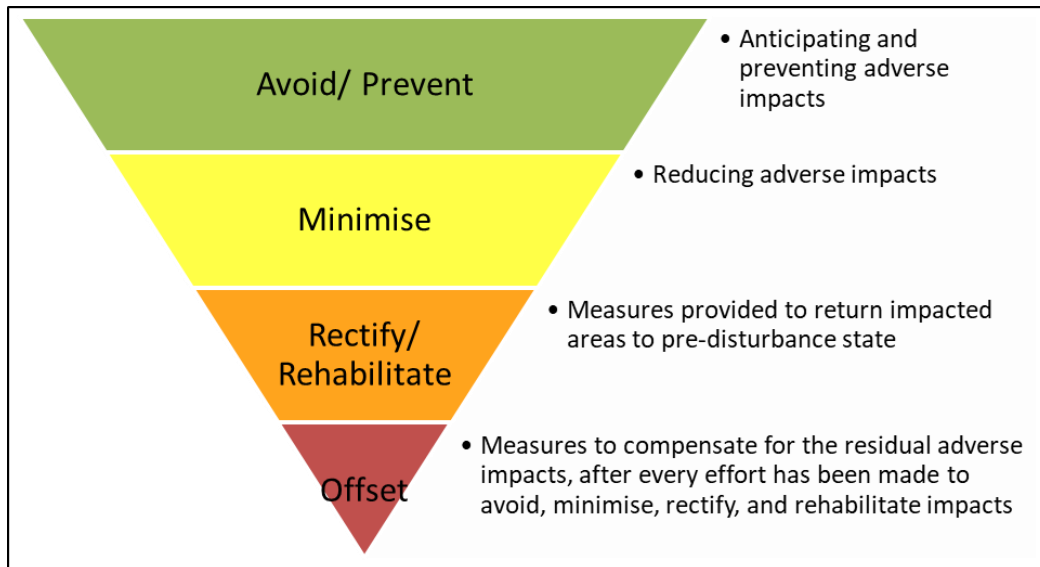 Avoid/ Prevent
• Anticipating and
preventing adverse
impacts
Minimise
• Reducing adverse impacts
Rectify/
Rehabilitate
• Measures provided to return impacted
areas to pre-disturbance state
Offset
• Measures to compensate for the residual adverse
impacts, after every effort has been made to
avoid, minimise, rectify, and rehabilitate impacts